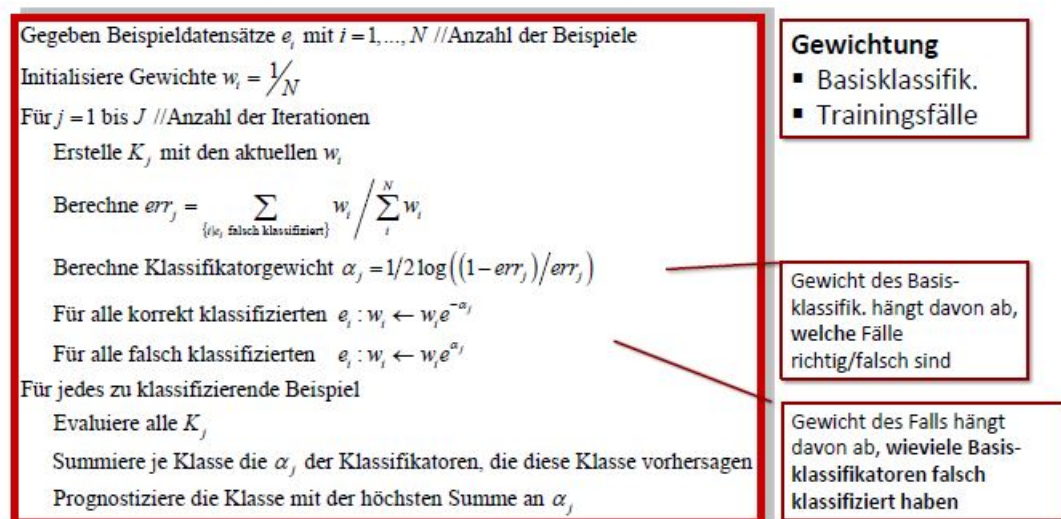 Gegeben Beispieldatensätze e_i mit i = 1,..., N //Anzahl der Beispiele
Initialisiere Gewichte w_i = 1/N
Für j = 1 bis J //Anzahl der Iterationen
Erstelle K_j mit den aktuellen w_i
Berechne err_j = ∑_{{i|e_i falsch klassifiziert}} w_i / ∑_i^N w_i
Berechne Klassifikatorgewicht α_j = 1/2 log((1 − err_j)/err_j)
Für alle korrekt klassifizierten e_i : w_i ← w_i e^{−α_j}
Für alle falsch klassifizierten e_i : w_i ← w_i e^{α_j}
Für jedes zu klassifizierende Beispiel
Evaluiere alle K_j
Summiere je Klasse die α_j der Klassifikatoren, die diese Klasse vorhersagen
Prognostiziere die Klasse mit der höchsten Summe an α_j
Gewichtung
▪ Basisklassifik.
▪ Trainingsfälle
Gewicht des Basis-
klassifik. hängt davon ab,
welche Fälle
richtig/falsch sind
Gewicht des Falls hängt
davon ab, wieviele Basis-
klassifikatoren falsch
klassifiziert haben